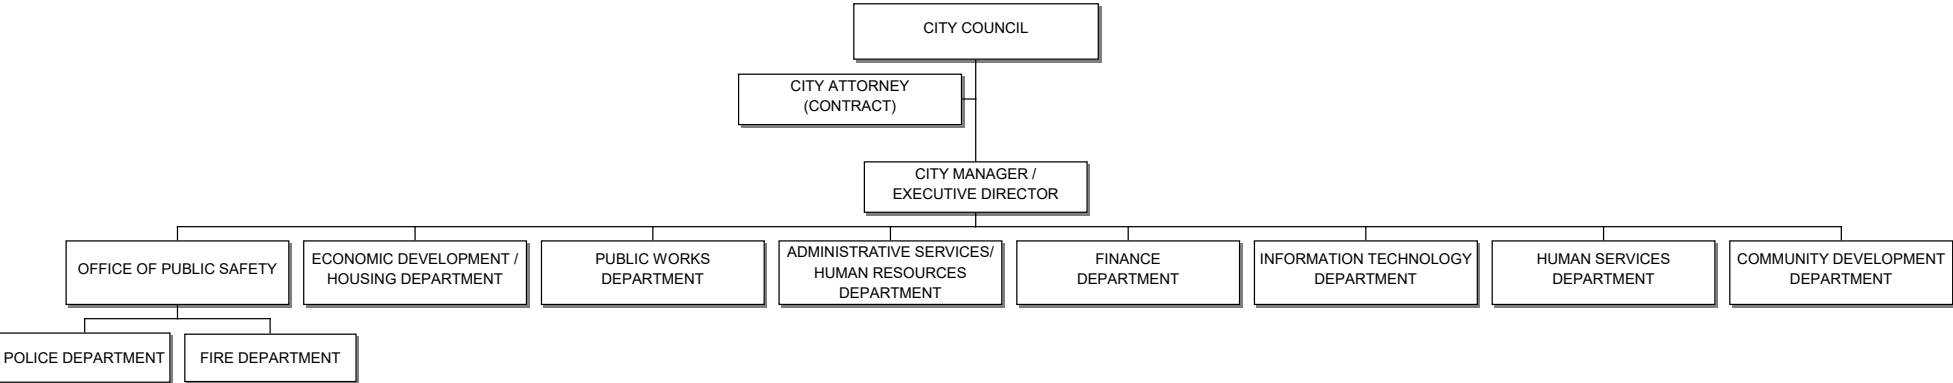 CITY COUNCIL
CITY ATTORNEY
(CONTRACT)
CITY MANAGER /
EXECUTIVE DIRECTOR
OFFICE OF PUBLIC SAFETY
ECONOMIC DEVELOPMENT /
HOUSING DEPARTMENT
PUBLIC WORKS
DEPARTMENT
ADMINISTRATIVE SERVICES/
HUMAN RESOURCES
DEPARTMENT
FINANCE
DEPARTMENT
INFORMATION TECHNOLOGY
DEPARTMENT
HUMAN SERVICES
DEPARTMENT
COMMUNITY DEVELOPMENT
DEPARTMENT
POLICE DEPARTMENT
FIRE DEPARTMENT